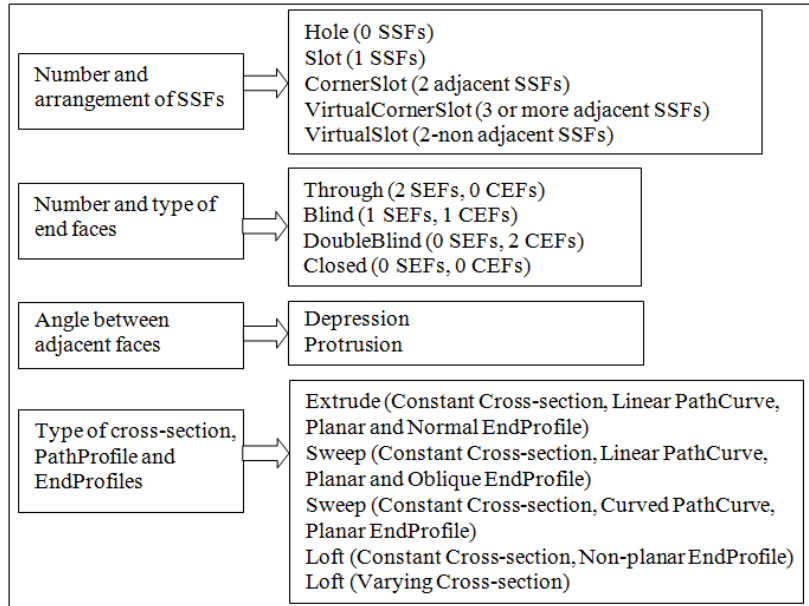 Number and
arrangement of SSFs
Hole (0 SSFs)
Slot (1 SSFs)
CornerSlot (2 adjacent SSFs)
VirtualCornerSlot (3 or more adjacent SSFs)
VirtualSlot (2-non adjacent SSFs)
Number and type of
end faces
Through (2 SEFs, 0 CEFs)
Blind (1 SEFs, 1 CEFs)
DoubleBlind (0 SEFs, 2 CEFs)
Closed (0 SEFs, 0 CEFs)
Angle between
adjacent faces
Depression
Protrusion
Type of cross-section,
PathProfile and
EndProfiles
Extrude (Constant Cross-section, Linear PathCurve,
Planar and Normal EndProfile)
Sweep (Constant Cross-section, Linear PathCurve,
Planar and Oblique EndProfile)
Sweep (Constant Cross-section, Curved PathCurve,
Planar EndProfile)
Loft (Constant Cross-section, Non-planar EndProfile)
Loft (Varying Cross-section)